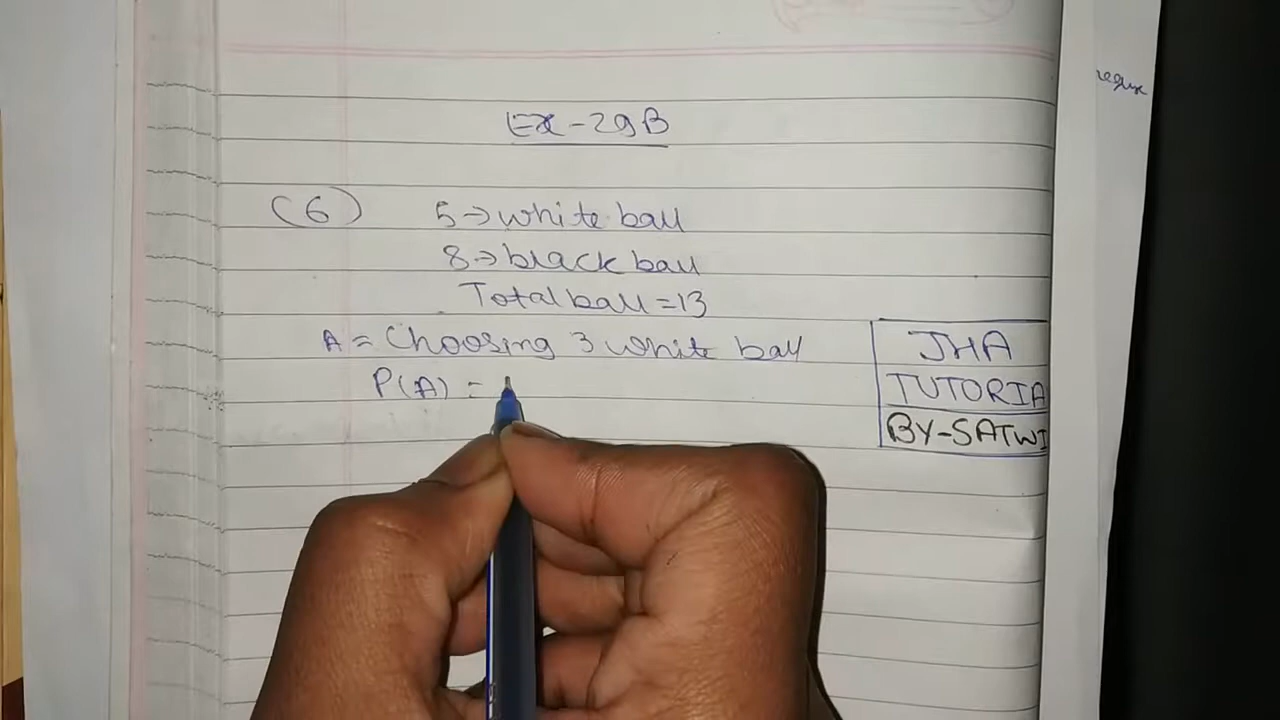 Ex-29B
(6) 5→white ball
8→black ball
Total ball=13
A = Choosing 3 white ball
P(A) =
JHA
TUTORIA
BY-SATWI